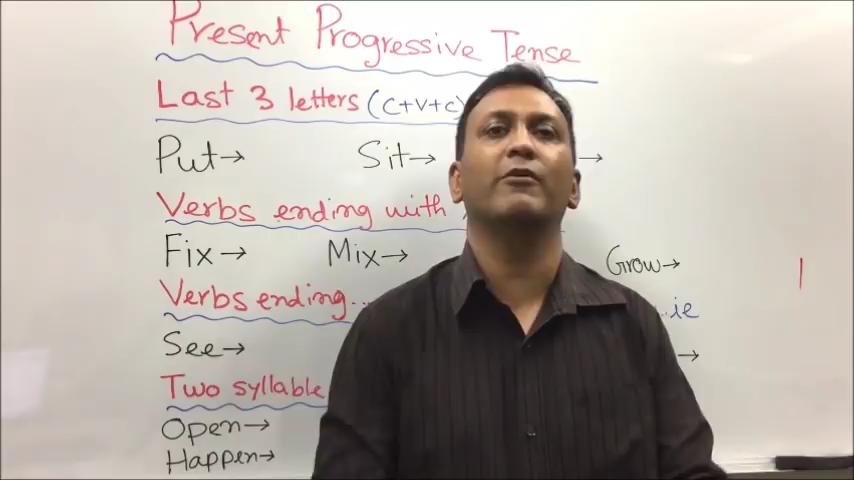 Present Progressive Tense
Last 3 letters (c+v+c)
Put→ Sit→ →
Verbs ending with
Fix→ Mix→ Grow→
Verbs ending... ...ie
See→ →
Two syllable
Open→
Happen→